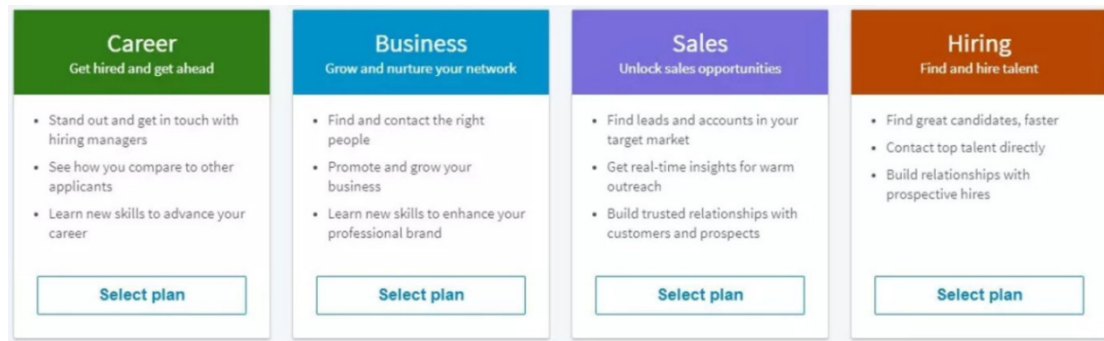 Career
Get hired and get ahead
• Stand out and get in touch with
hiring managers
• See how you compare to other
applicants
• Learn new skills to advance your
career
Select plan
Business
Grow and nurture your network
• Find and contact the right
people
• Promote and grow your
business
• Learn new skills to enhance your
professional brand
Select plan
Sales
Unlock sales opportunities
• Find leads and accounts in your
target market
• Get real-time insights for warm
outreach
• Build trusted relationships with
customers and prospects
Select plan
Hiring
Find and hire talent
• Find great candidates, faster
• Contact top talent directly
• Build relationships with
prospective hires
Select plan